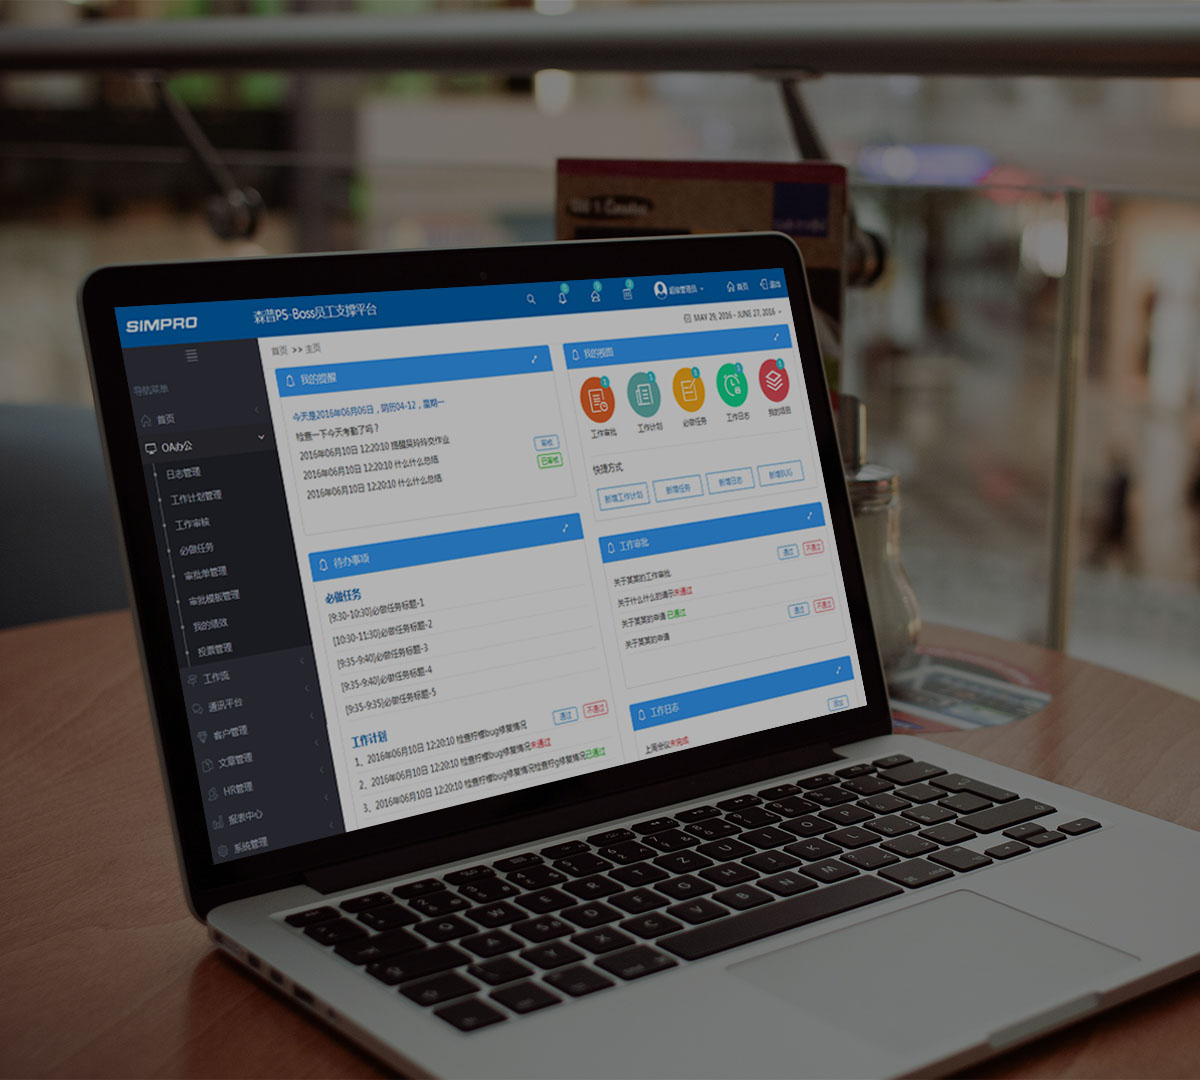 SIMPRO
森普PS-Boss员工支撑平台
超级管理员
首页
退出
首页 >> 主页
MAY 29, 2016 - JUNE 27, 2016
导航菜单
首页
OA办公
日志管理
工作计划管理
工作审核
必做任务
审批单管理
审批模板管理
我的绩效
投票管理
工作流
通讯平台
客户管理
文章管理
HR管理
报表中心
系统管理
我的提醒
今天是2016年06月06日，阴历04-12，星期一
检查一下今天考勤了吗？
2016年06月10日 12:20:10 提醒吴玲玲交作业
审核
2016年06月10日 12:20:10 什么什么总结
已审核
2016年06月10日 12:20:10 什么什么总结
我的视图
工作审批
工作计划
必做任务
工作日志
我的项目
快捷方式
新增工作计划
新增任务
新增日志
新增BUG
待办事项
必做任务
[9:30-10:30]必做任务标题-1
[10:30-11:30]必做任务标题-2
[9:35-9:40]必做任务标题-3
[9:35-9:40]必做任务标题-4
[9:35-9:35]必做任务标题-5
工作计划
通过
不通过
1、2016年06月10日 12:20:10 检查柠檬bug修复情况
2、2016年06月10日 12:20:10 检查柠檬bug修复情况未通过
3、2016年06月10日 12:20:10 检查柠檬bug修复情况检查柠g修复情况已通过
工作审批
通过
不通过
关于某某的工作审批
关于什么什么的请示未通过
关于某某的申请 已通过
通过
不通过
关于某某的申请
工作日志
上周会议未完成